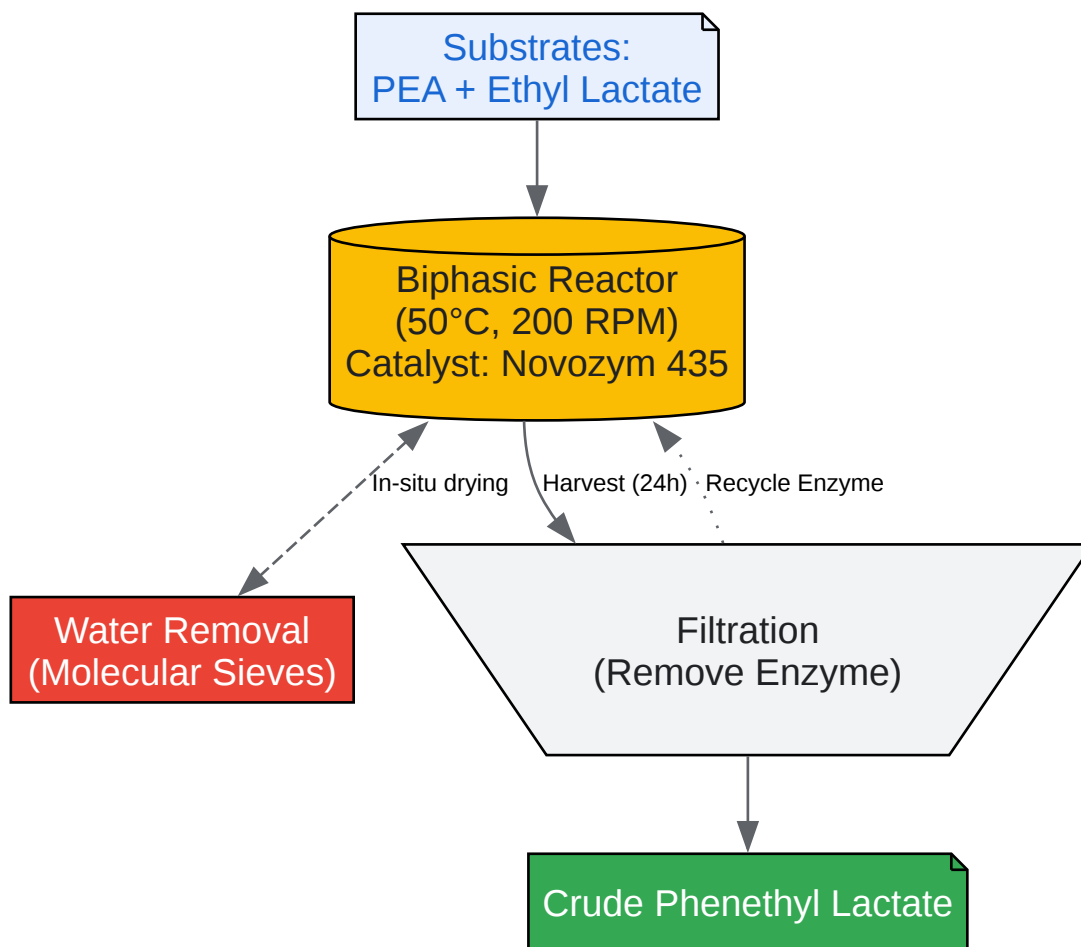 Substrates:
PEA + Ethyl Lactate
Biphasic Reactor
(50°C, 200 RPM)
Catalyst: Novozym 435
In-situ drying
Harvest (24h)
Recycle Enzyme
Water Removal
(Molecular Sieves)
Filtration
(Remove Enzyme)
Crude Phenethyl Lactate